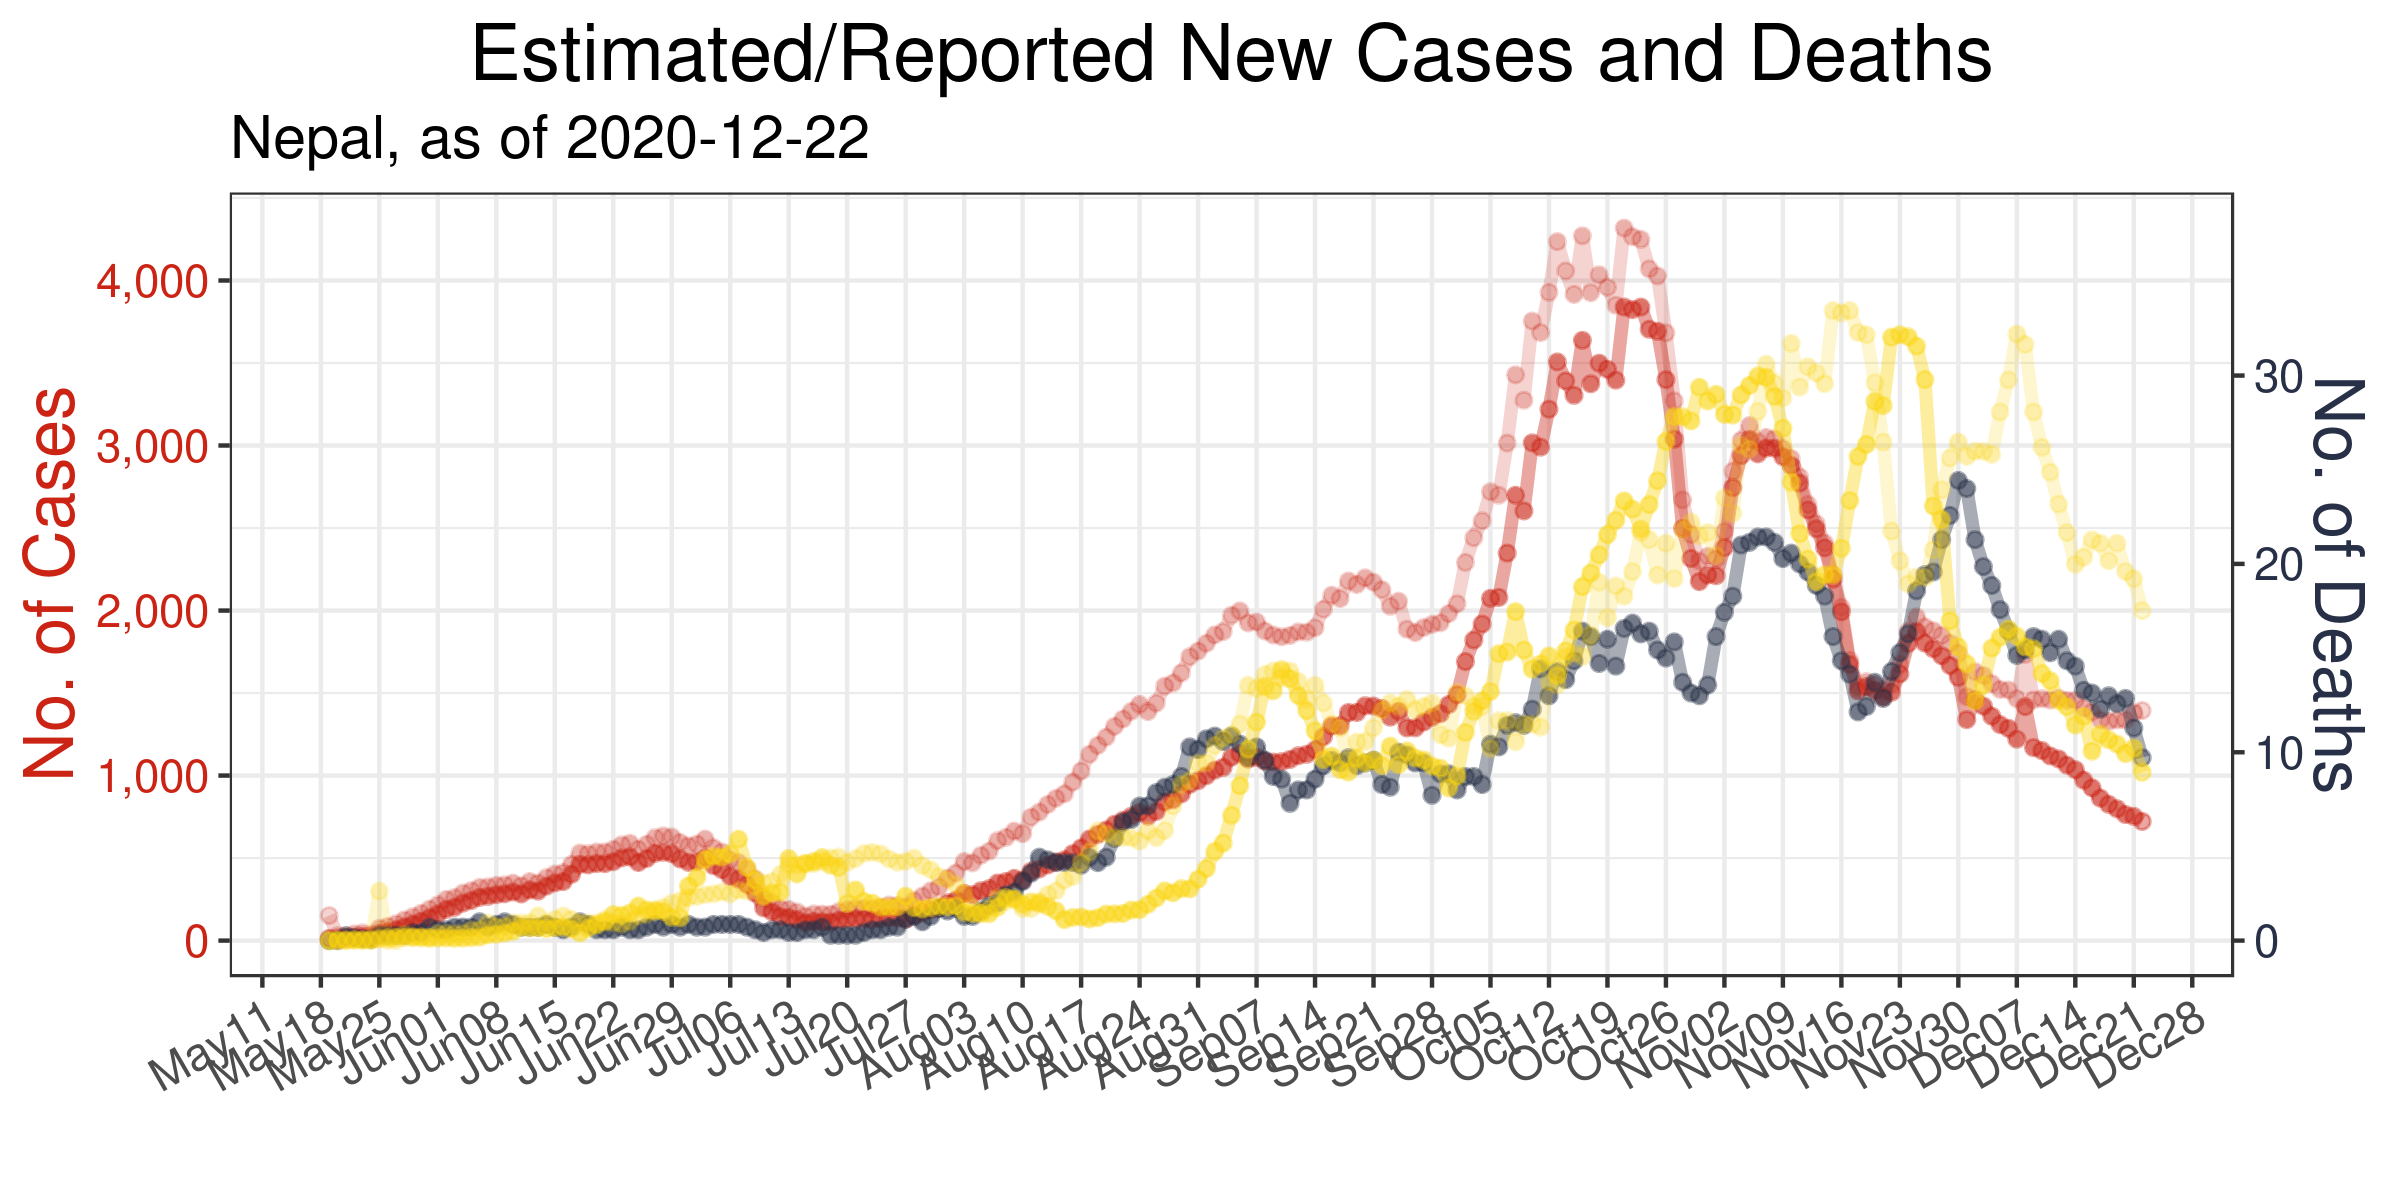 Estimated/Reported New Cases and Deaths
Nepal, as of 2020-12-22
No. of Cases
4,000
3,000
2,000
1,000
0
30
20
10
0
No. of Deaths
May11
May18
May25
Jun01
Jun08
Jun15
Jun22
Jun29
Jul06
Jul13
Jul20
Jul27
Aug03
Aug10
Aug17
Aug24
Aug31
Sep07
Sep14
Sep21
Sep28
Oct05
Oct12
Oct19
Oct26
Nov02
Nov09
Nov16
Nov23
Nov30
Dec07
Dec14
Dec21
Dec28